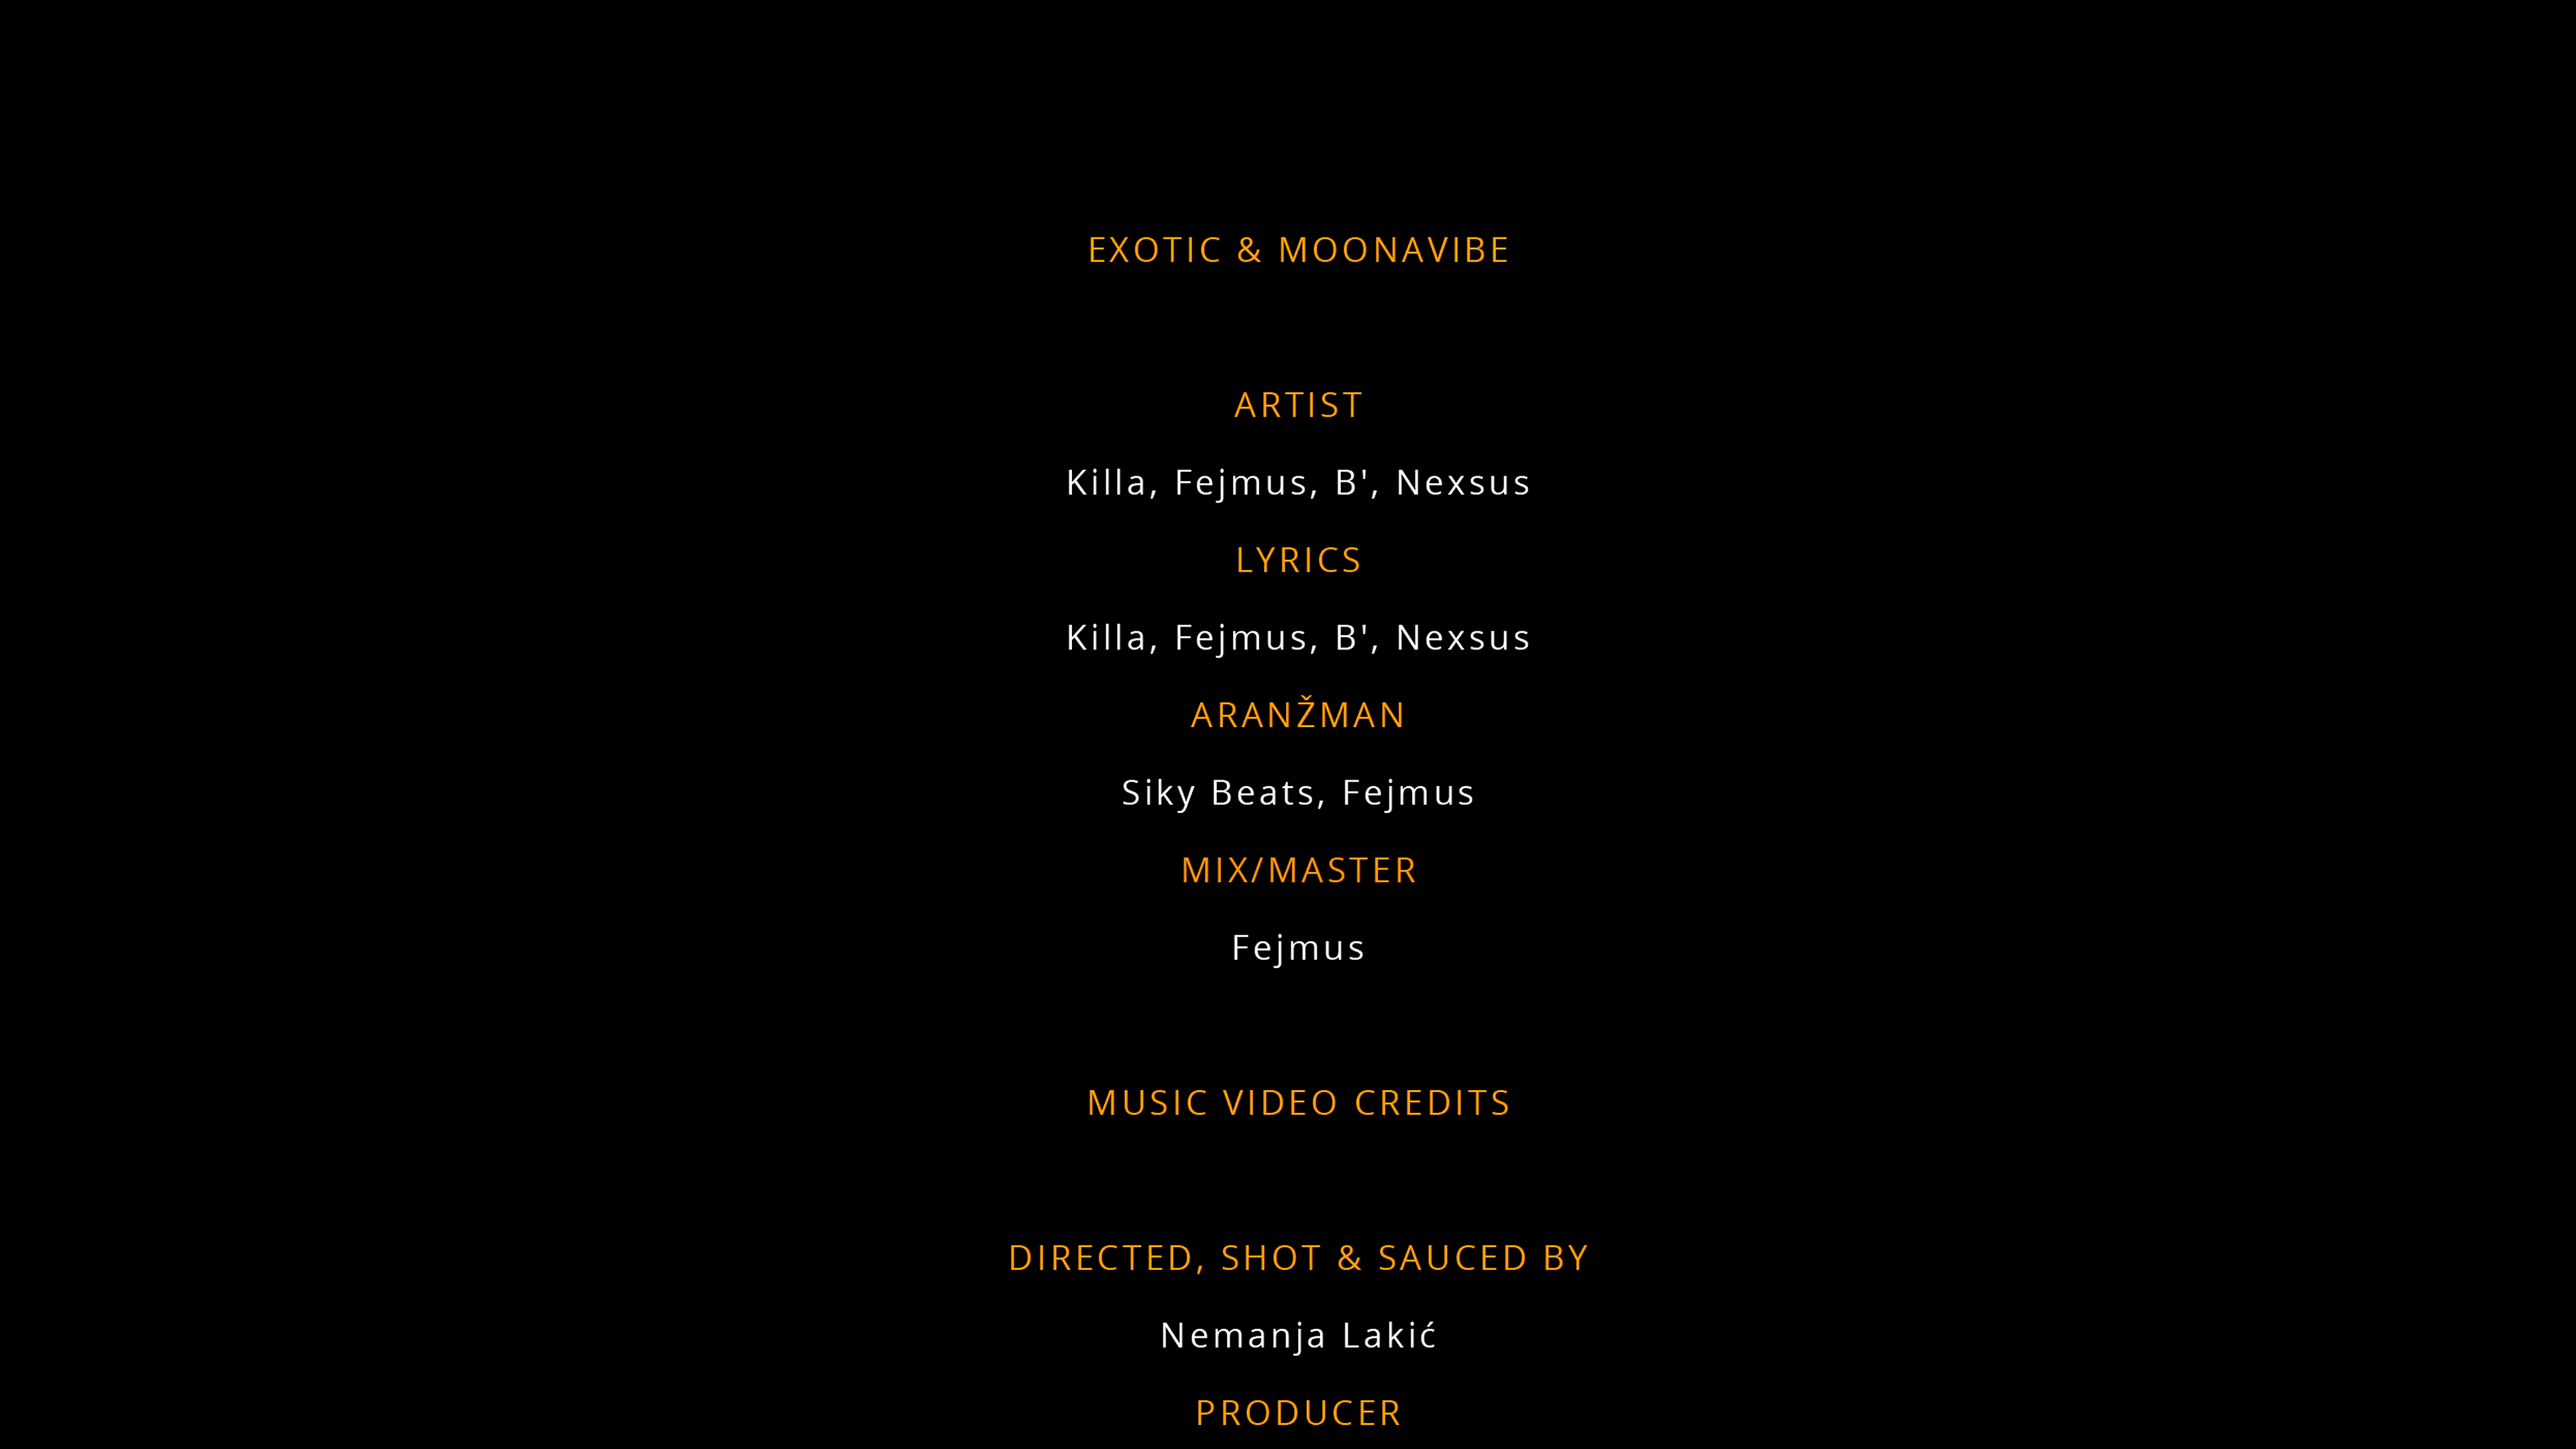 EXOTIC & MOONAVIBE
ARTIST
Killa, Fejmus, B', Nexsus
LYRICS
Killa, Fejmus, B', Nexsus
ARANŽMAN
Siky Beats, Fejmus
MIX/MASTER
Fejmus
MUSIC VIDEO CREDITS
DIRECTED, SHOT & SAUCED BY
Nemanja Lakić
PRODUCER